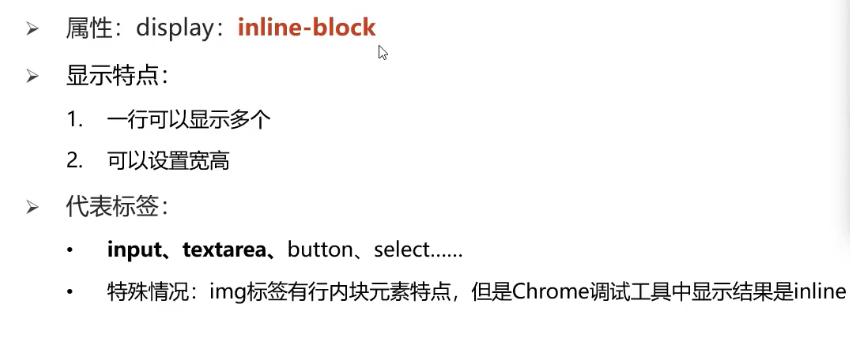 属性：display：inline-block
显示特点：
1. 一行可以显示多个
2. 可以设置宽高
代表标签：
• input、textarea、button、select……
• 特殊情况：img标签有行内块元素特点，但是Chrome调试工具中显示结果是inline